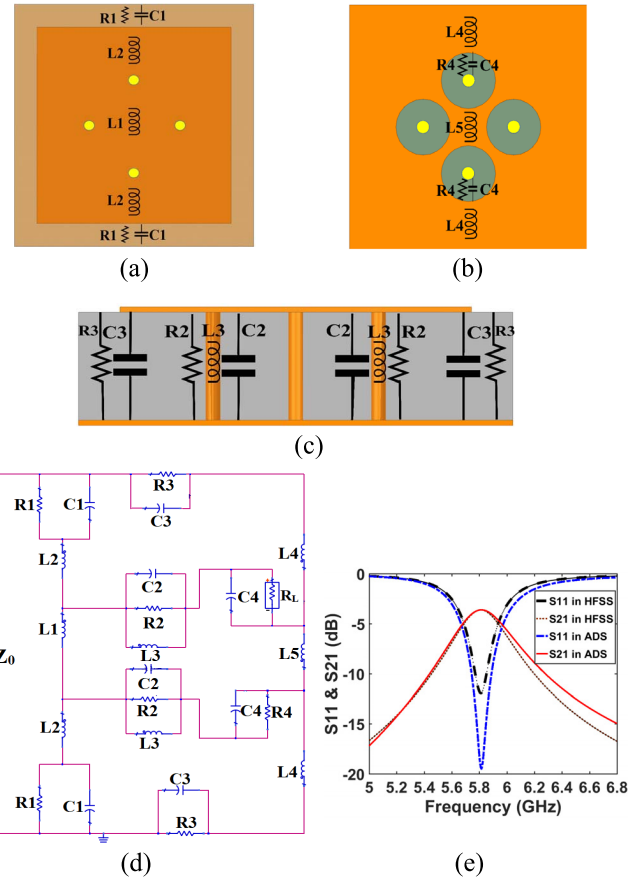 R1 C1
L2
L1
L2
R1 C1
(a)
L4
R4 C4
L5
R4 C4
L4
(b)
R3 C3 R2 L3 C2 C2 L3 R2 C3 R3
(c)
R1 C1 R3
C3
L2 L4
C2
C4 RL
R2
L1
L3 L5
Z0
C2
R2 C4 R4
L2
L3
L4
C3
R1 C1
R3
(d)
0
-5
-10
-15
-20
S11 & S21 (dB)
S11 in HFSS
S21 in HFSS
S11 in ADS
S21 in ADS
5 5.2 5.4 5.6 5.8 6 6.2 6.4 6.6 6.8
Frequency (GHz)
(e)